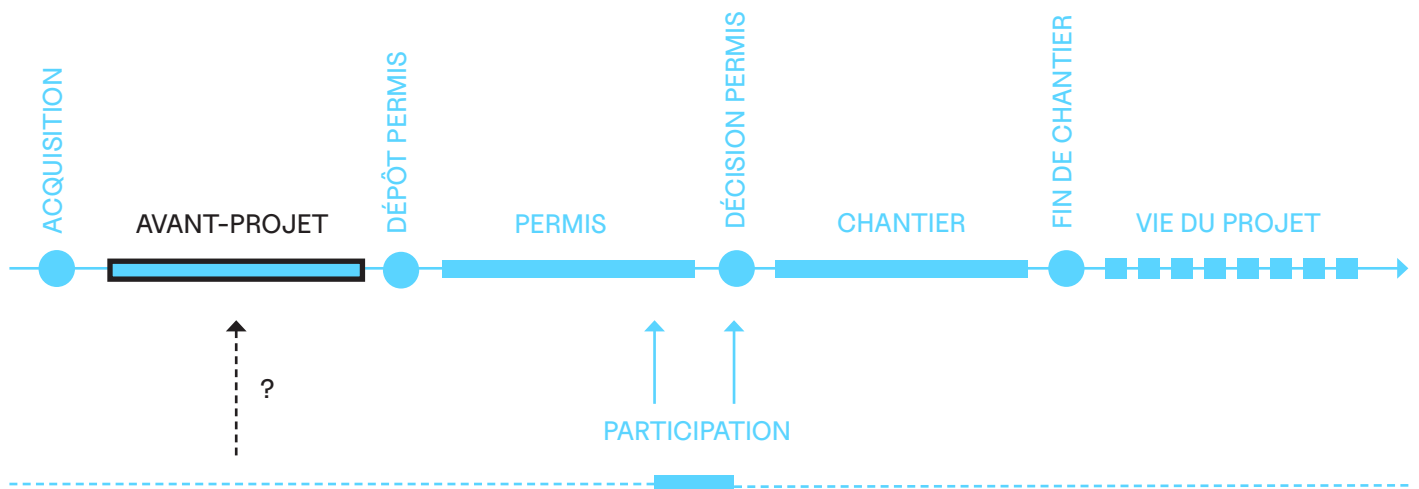 ACQUISITION
AVANT-PROJET
DÉPÔT PERMIS
PERMIS
DÉCISION PERMIS
CHANTIER
FIN DE CHANTIER
VIE DU PROJET
?
PARTICIPATION